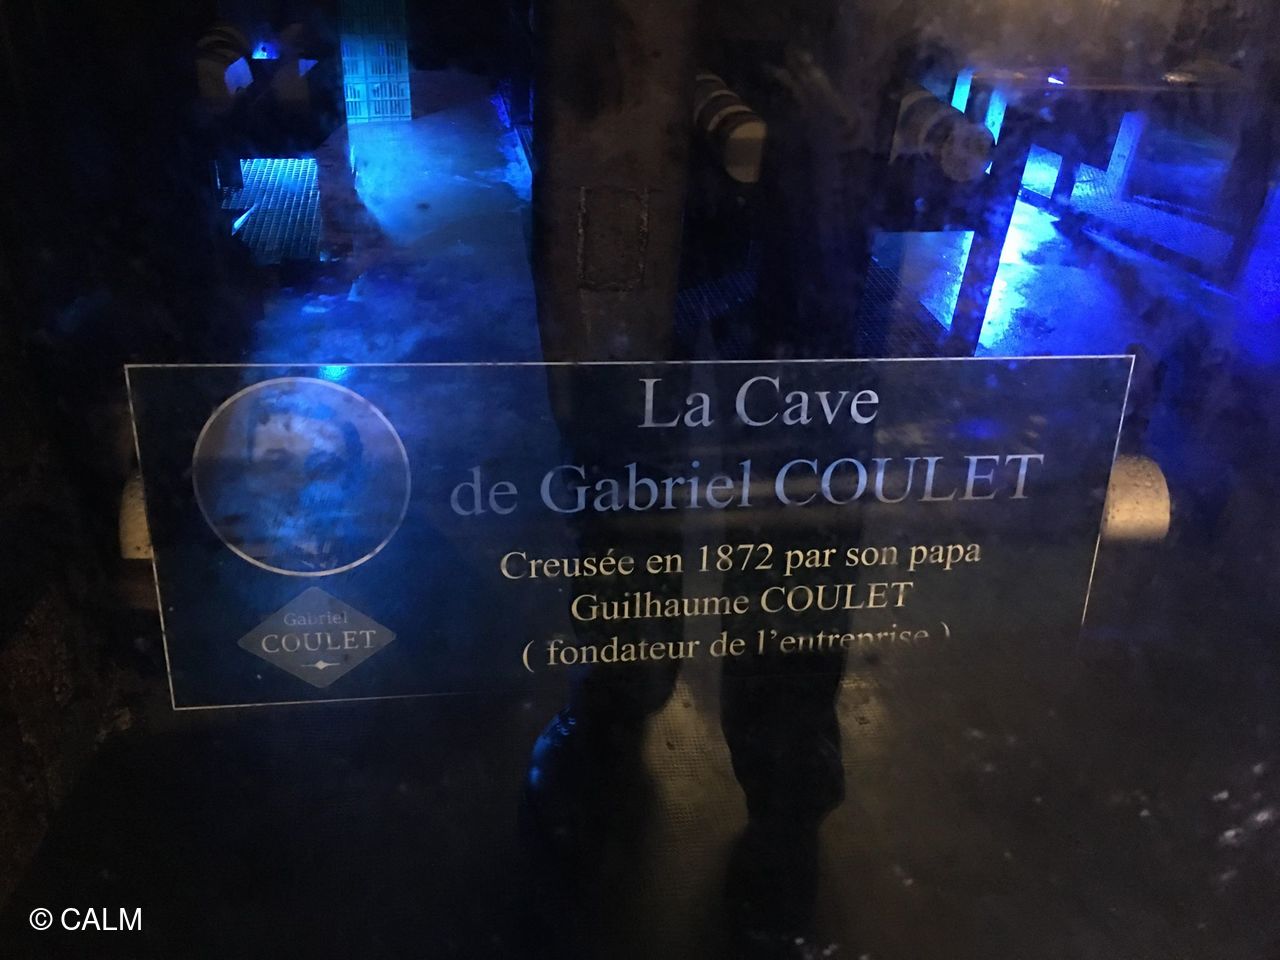 La Cave
de Gabriel COULET
Creusée en 1872 par son papa
Guilhaume COULET
( fondateur de l'entreprise )
Gabriel
COULET
© CALM